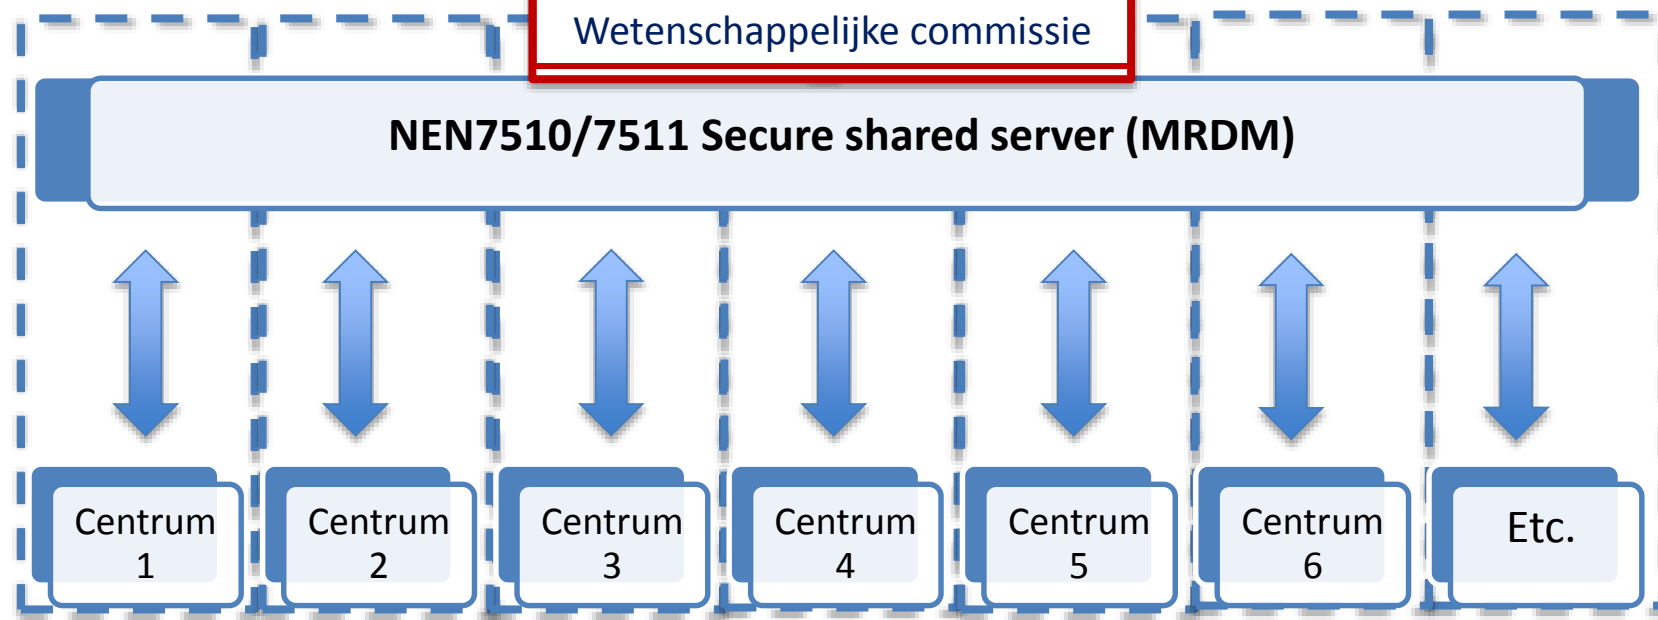 Wetenschappelijke commissie
NEN7510/7511 Secure shared server (MRDM)
Centrum
1
Centrum
2
Centrum
3
Centrum
4
Centrum
5
Centrum
6
Etc.